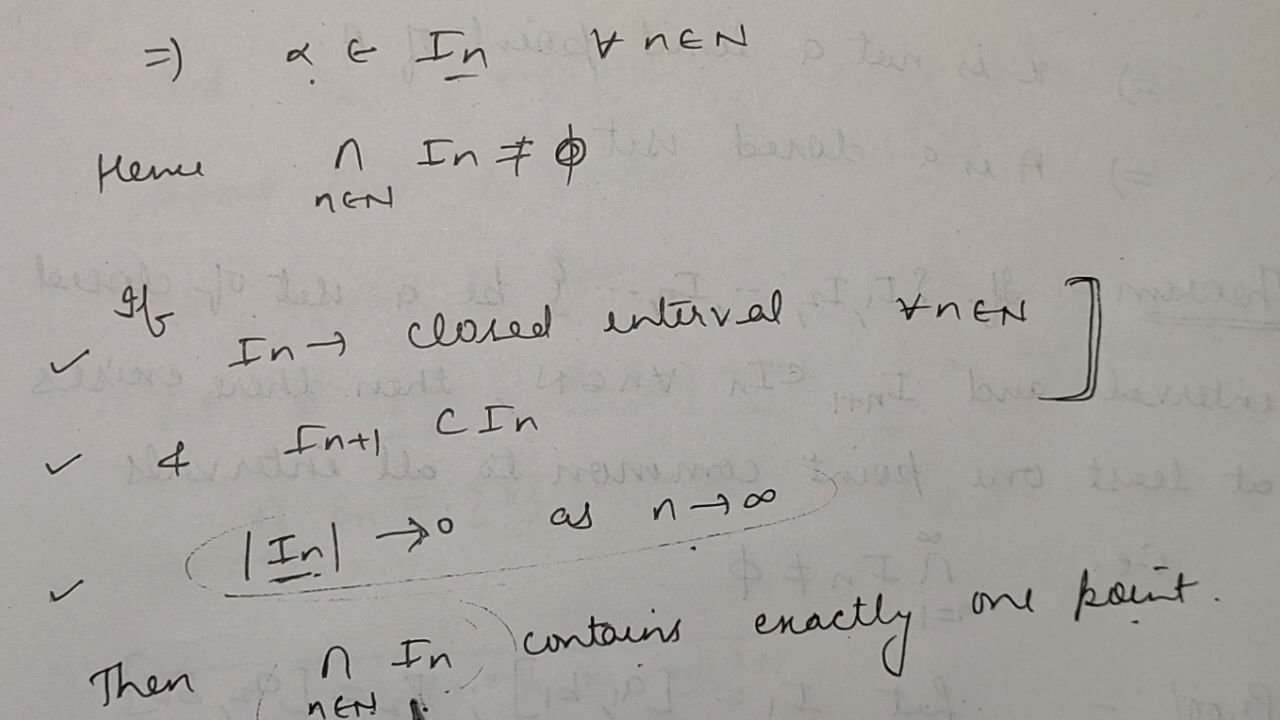 =) α ∈ In ∀ n∈N
Hence ∩ In ≠ ϕ
n∈N
If
In → closed interval ∀n∈N
& In+1 ⊂ In
|In| → 0 as n → ∞
Then ∩ In contains exactly one point.
n∈N